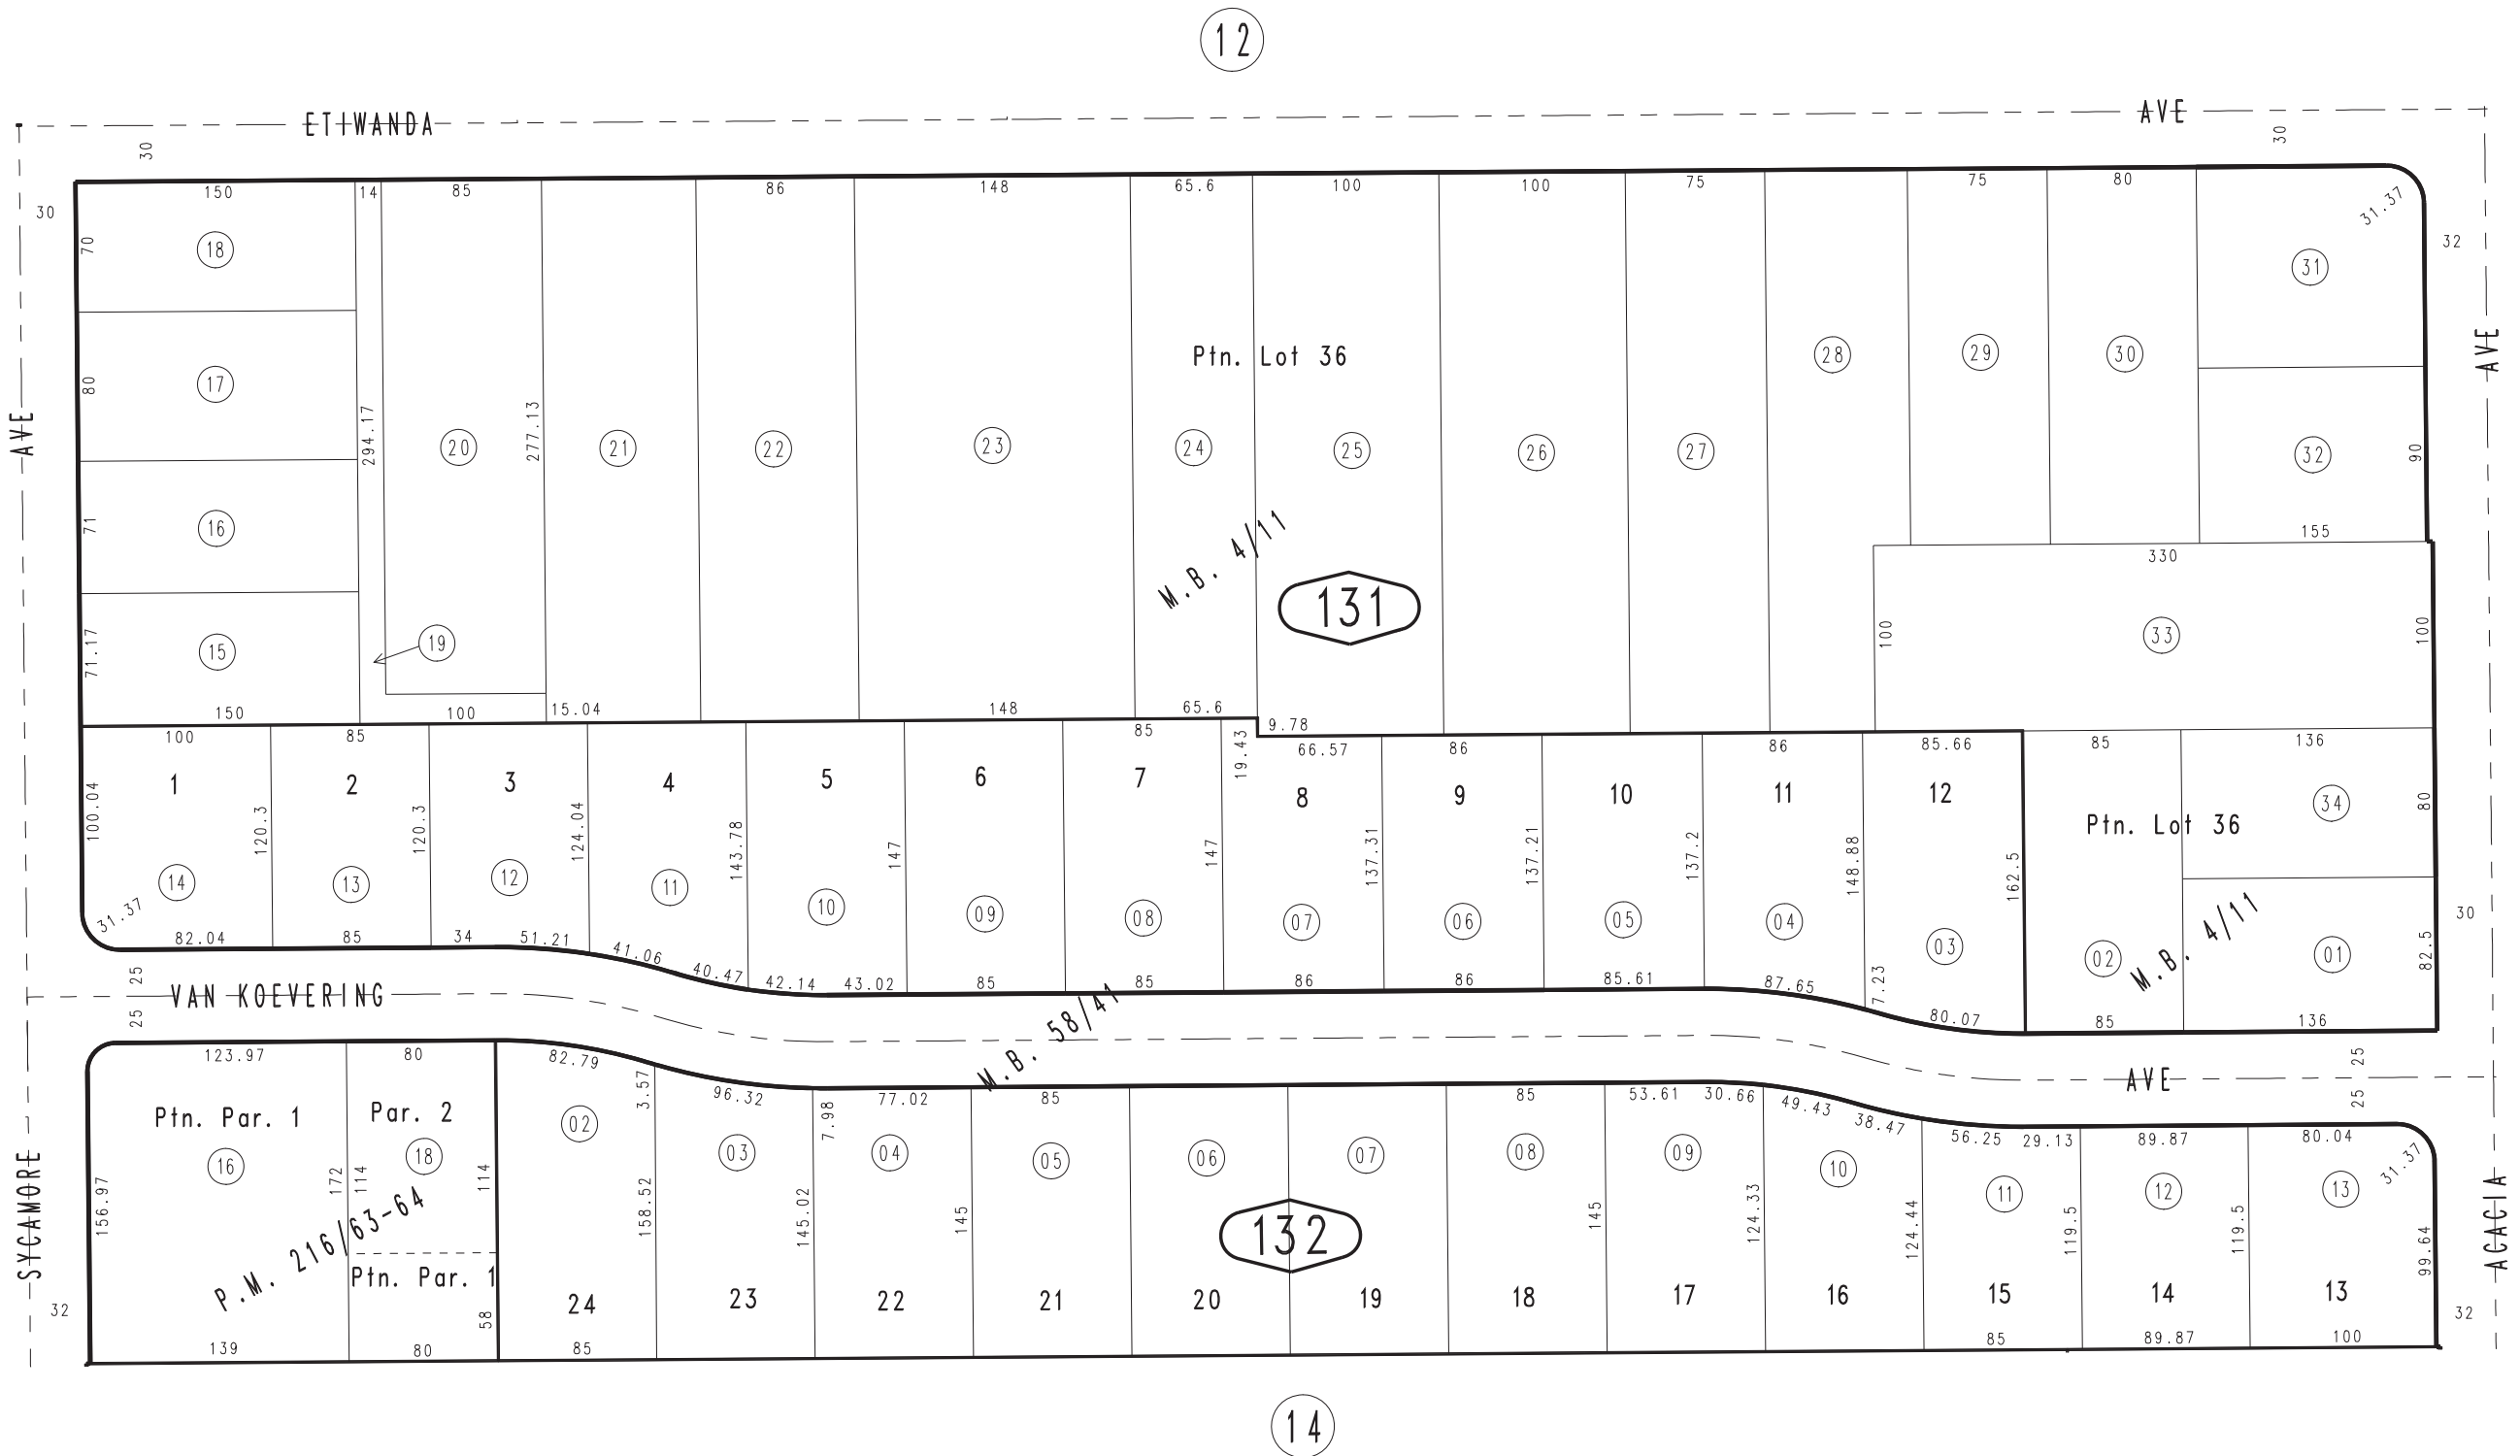 12
ETIWANDA AVE
30 30
150 14 85 86 148 65.6 100 100 75 75 80
30 31.37 32
70 18 31
Ptn. Lot 36
28 29 30
AVE AVE
80 17
294.17 277.13
20 21 22 23 24 25 26 27 32 90
71 16
M.B. 4/11
155
330
131
71.17 15 19 100 33 100
150 100 15.04 148 65.6
9.78
100 85 85 19.43 66.57 86 86 85.66 85 136
1 2 3 4 5 6 7 8 9 10 11 12
34 80
Ptn. Lot 36
100.04 120.3 120.3 124.04 143.78 147 147 137.31 137.21 137.2 148.88 162.5
14 13 12 11 10 09 08 07 06 05 04 03 02 01
M.B. 4/11
30
82.5
31.37
82.04 85 34 51.21 41.06 40.47 42.14 43.02 85 85 86 86 85.61 87.65 7.23 80.07 85 136
25 25
VAN KOEVERING AVE
25 25
M.B. 58/41
123.97 80 82.79 3.57 96.32 7.98 77.02 85 85 53.61 30.66 49.43 38.47 56.25 29.13 89.87 80.04
31.37
Ptn. Par. 1 Par. 2
16 18 02 03 04 05 06 07 08 09 10 11 12 13
156.97 172 114 114 158.52 145.02 145 145 124.33 124.44 119.5 119.5 99.64
SYCAMORE ACACIA
P.M. 216/63-64
132
Ptn. Par. 1
24 23 22 21 20 19 18 17 16 15 14 13
32 58 32
139 80 85 85 89.87 100
14